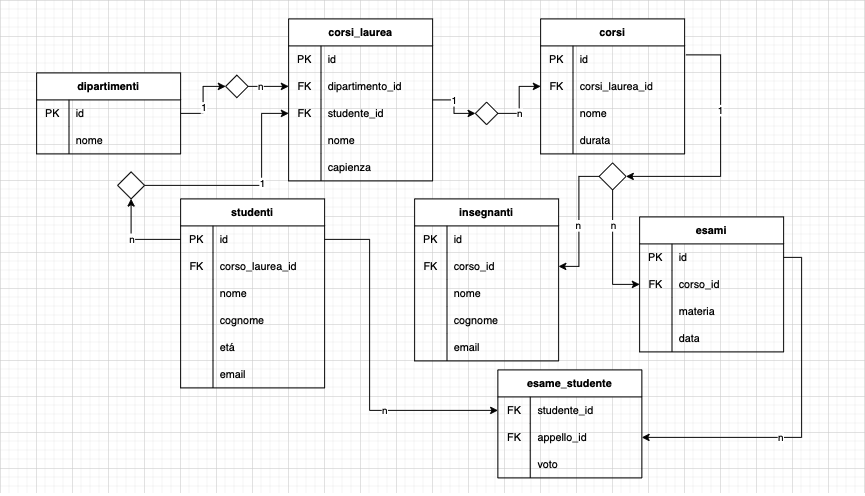 dipartimenti
PK id
nome
1
n
corsi_laurea
PK id
FK dipartimento_id
FK studente_id
nome
capienza
1
n
corsi
PK id
FK corsi_laurea_id
nome
durata
1
n
n
n
1
studenti
PK id
FK corso_laurea_id
nome
cognome
etá
email
insegnanti
PK id
FK corso_id
nome
cognome
email
esami
PK id
FK corso_id
materia
data
esame_studente
FK studente_id
FK appello_id
voto
n
n